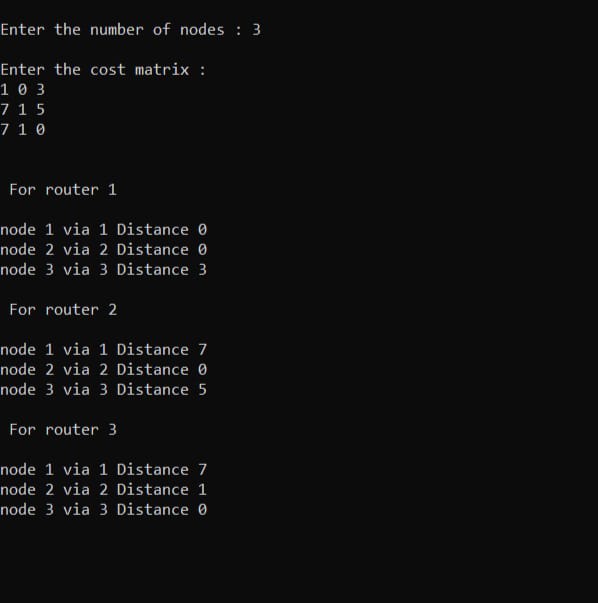 Enter the number of nodes : 3
Enter the cost matrix :
1 0 3
7 1 5
7 1 0
For router 1
node 1 via 1 Distance 0
node 2 via 2 Distance 0
node 3 via 3 Distance 3
For router 2
node 1 via 1 Distance 7
node 2 via 2 Distance 0
node 3 via 3 Distance 5
For router 3
node 1 via 1 Distance 7
node 2 via 2 Distance 1
node 3 via 3 Distance 0